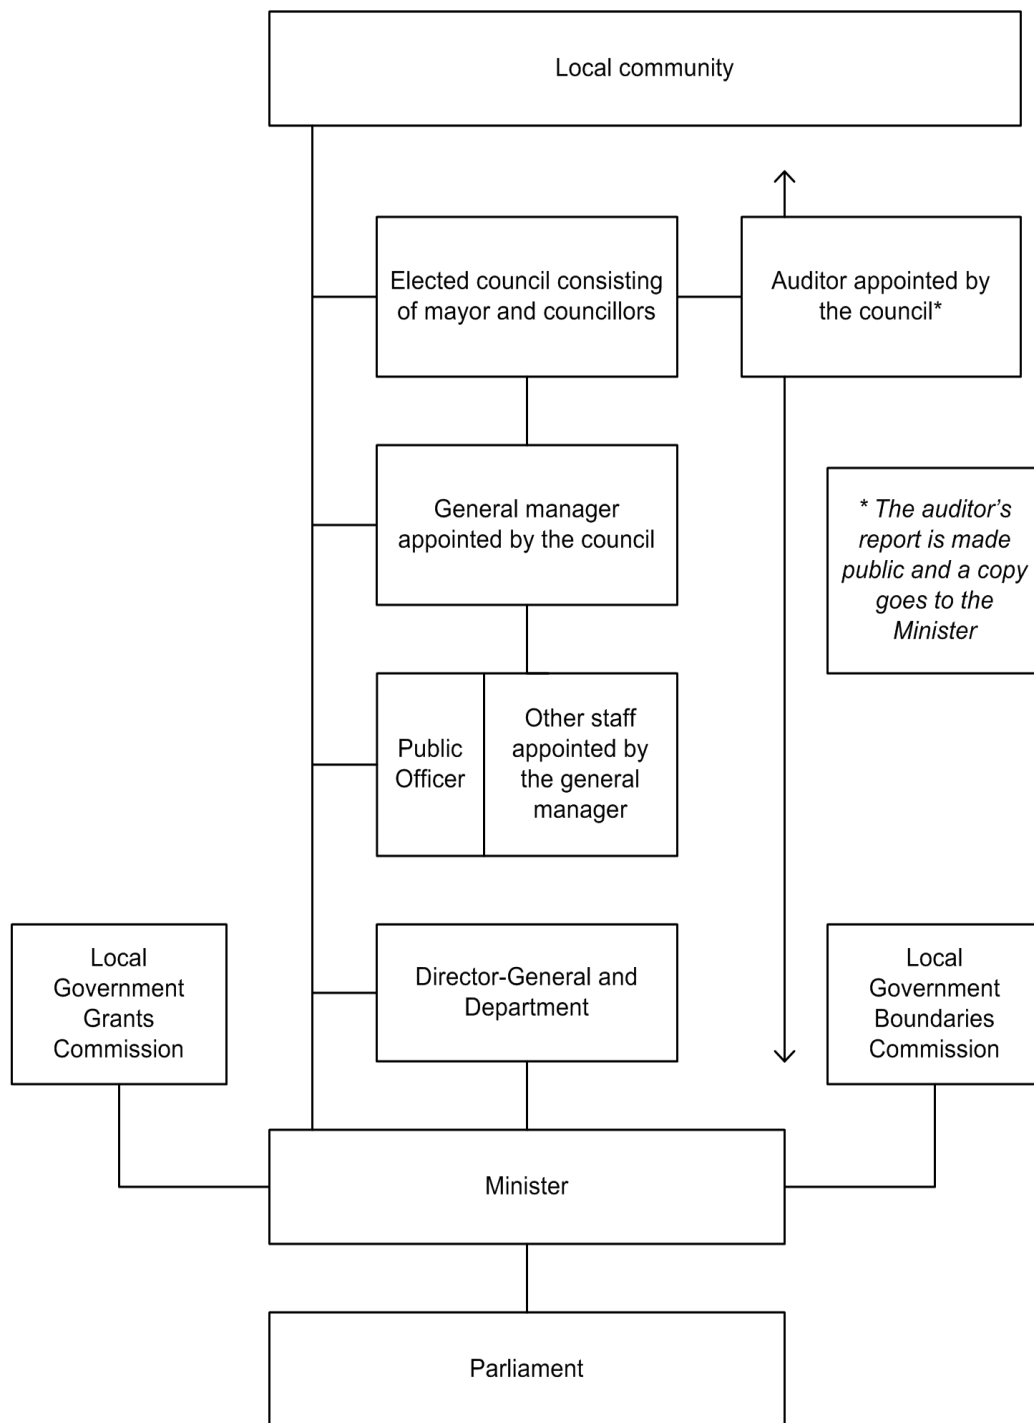 Local community
Elected council consisting
of mayor and councillors
Auditor appointed by
the council*
General manager
appointed by the council
* The auditor’s
report is made
public and a copy
goes to the
Minister
Public
Officer
Other staff
appointed by
the general
manager
Local
Government
Grants
Commission
Director-General and
Department
Local
Government
Boundaries
Commission
Minister
Parliament